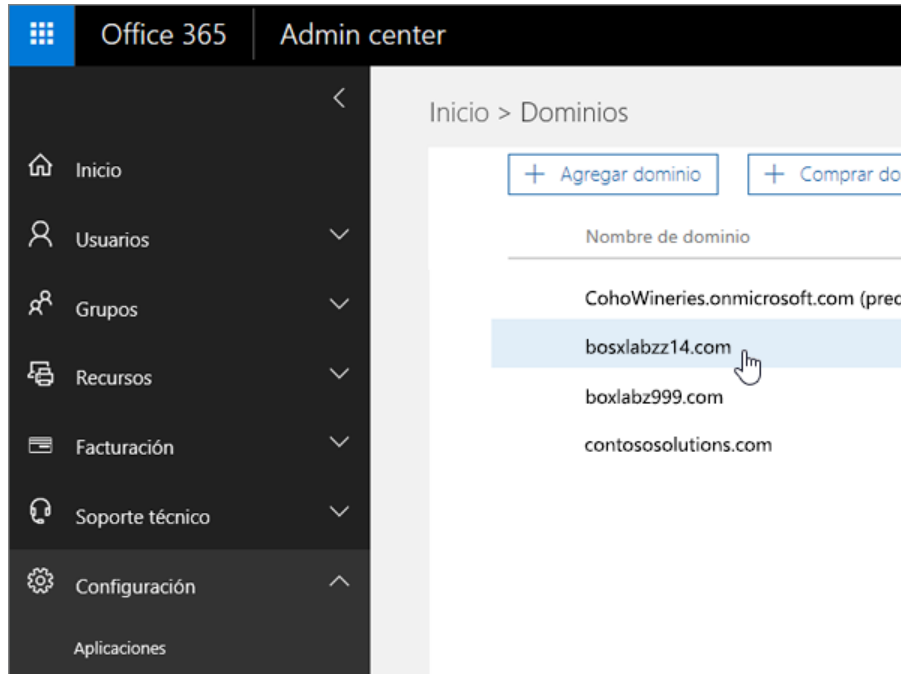 Office 365 Admin center
Inicio > Dominios
Inicio
Usuarios
Grupos
Recursos
Facturación
Soporte técnico
Configuración
Aplicaciones
+ Agregar dominio
+ Comprar do
Nombre de dominio
CohoWineries.onmicrosoft.com (pred
bosxlabzz14.com
boxlabz999.com
contososolutions.com